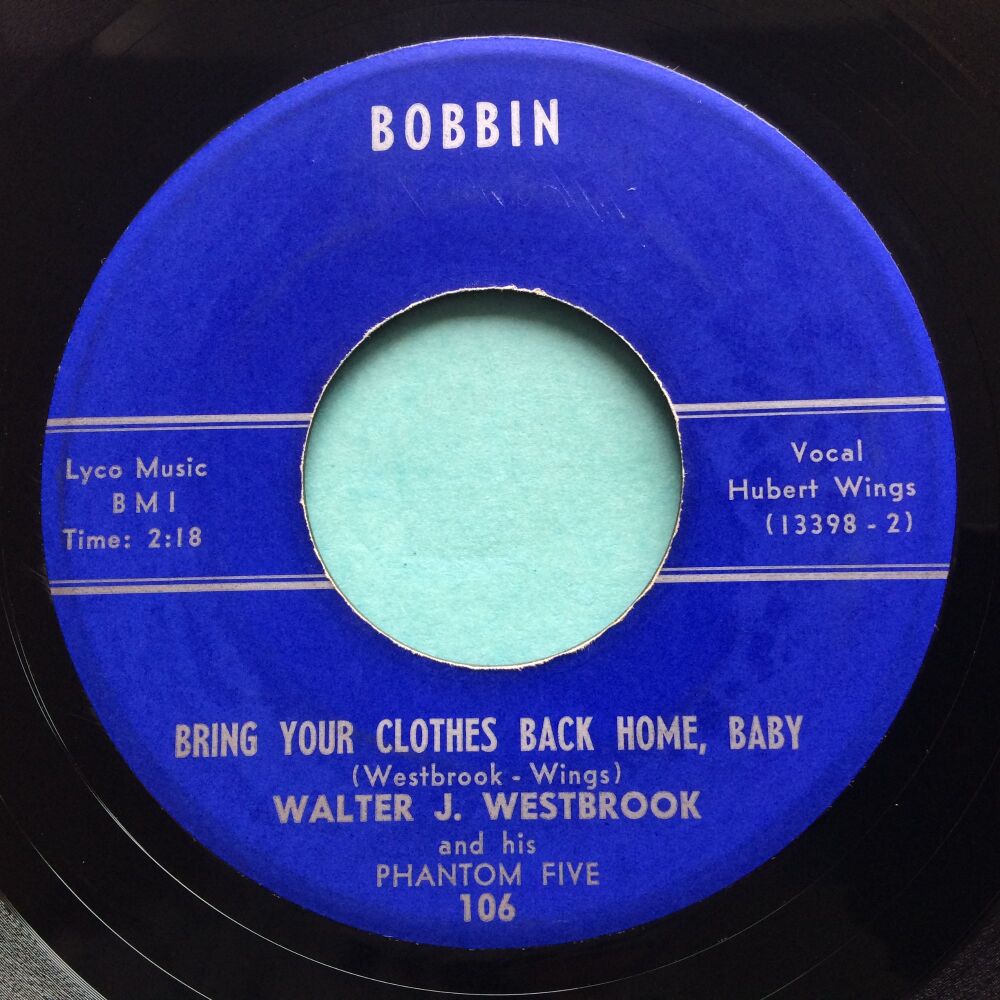 BOBBIN
Lyco Music
BMI
Time: 2:18
Vocal
Hubert Wings
(13398 - 2)
BRING YOUR CLOTHES BACK HOME, BABY
(Westbrook - Wings)
WALTER J. WESTBROOK
and his
PHANTOM FIVE
106